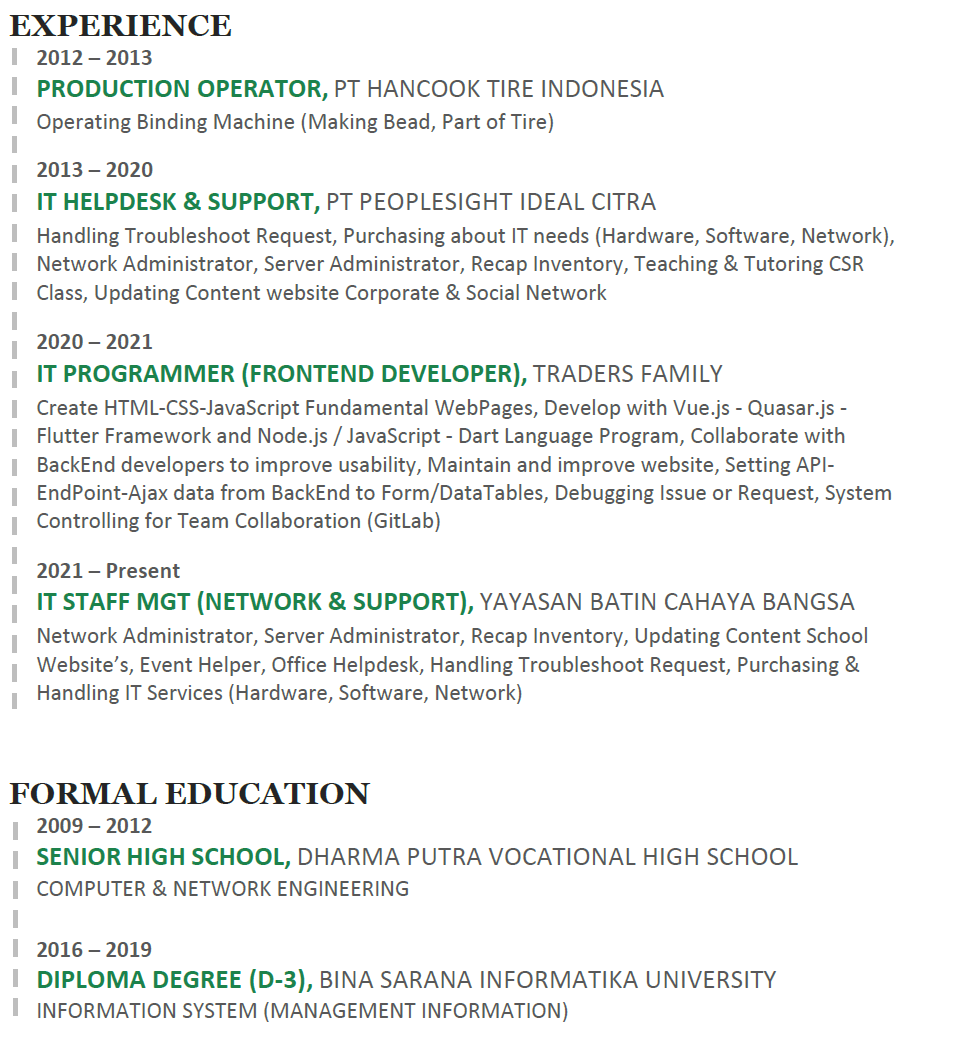 EXPERIENCE
2012 – 2013
PRODUCTION OPERATOR, PT HANCOOK TIRE INDONESIA
Operating Binding Machine (Making Bead, Part of Tire)
2013 – 2020
IT HELPDESK & SUPPORT, PT PEOPLESIGHT IDEAL CITRA
Handling Troubleshoot Request, Purchasing about IT needs (Hardware, Software, Network),
Network Administrator, Server Administrator, Recap Inventory, Teaching & Tutoring CSR
Class, Updating Content website Corporate & Social Network
2020 – 2021
IT PROGRAMMER (FRONTEND DEVELOPER), TRADERS FAMILY
Create HTML-CSS-JavaScript Fundamental WebPages, Develop with Vue.js - Quasar.js -
Flutter Framework and Node.js / JavaScript - Dart Language Program, Collaborate with
BackEnd developers to improve usability, Maintain and improve website, Setting API-
EndPoint-Ajax data from BackEnd to Form/DataTables, Debugging Issue or Request, System
Controlling for Team Collaboration (GitLab)
2021 – Present
IT STAFF MGT (NETWORK & SUPPORT), YAYASAN BATIN CAHAYA BANGSA
Network Administrator, Server Administrator, Recap Inventory, Updating Content School
Website’s, Event Helper, Office Helpdesk, Handling Troubleshoot Request, Purchasing &
Handling IT Services (Hardware, Software, Network)
FORMAL EDUCATION
2009 – 2012
SENIOR HIGH SCHOOL, DHARMA PUTRA VOCATIONAL HIGH SCHOOL
COMPUTER & NETWORK ENGINEERING
2016 – 2019
DIPLOMA DEGREE (D-3), BINA SARANA INFORMATIKA UNIVERSITY
INFORMATION SYSTEM (MANAGEMENT INFORMATION)